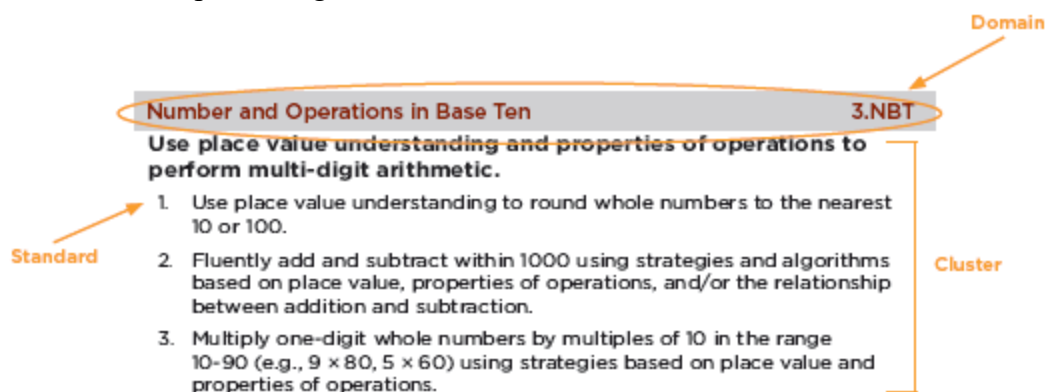 Domain
Number and Operations in Base Ten 3.NBT
Use place value understanding and properties of operations to
perform multi-digit arithmetic.
1. Use place value understanding to round whole numbers to the nearest
10 or 100.
Standard
2. Fluently add and subtract within 1000 using strategies and algorithms
based on place value, properties of operations, and/or the relationship
between addition and subtraction.
Cluster
3. Multiply one-digit whole numbers by multiples of 10 in the range
10-90 (e.g., 9 × 80, 5 × 60) using strategies based on place value and
properties of operations.